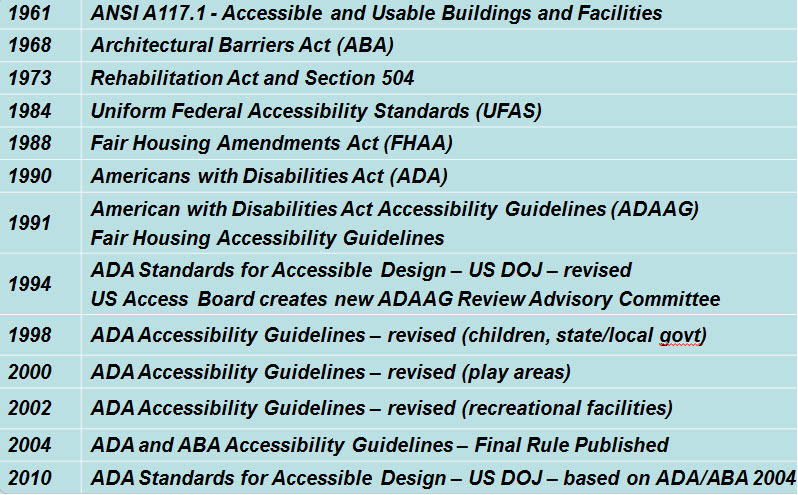 1961 ANSI A117.1 - Accessible and Usable Buildings and Facilities
1968 Architectural Barriers Act (ABA)
1973 Rehabilitation Act and Section 504
1984 Uniform Federal Accessibility Standards (UFAS)
1988 Fair Housing Amendments Act (FHAA)
1990 Americans with Disabilities Act (ADA)
1991 American with Disabilities Act Accessibility Guidelines (ADAAG)
Fair Housing Accessibility Guidelines
1994 ADA Standards for Accessible Design – US DOJ – revised
US Access Board creates new ADAAG Review Advisory Committee
1998 ADA Accessibility Guidelines – revised (children, state/local govt)
2000 ADA Accessibility Guidelines – revised (play areas)
2002 ADA Accessibility Guidelines – revised (recreational facilities)
2004 ADA and ABA Accessibility Guidelines – Final Rule Published
2010 ADA Standards for Accessible Design – US DOJ – based on ADA/ABA 2004